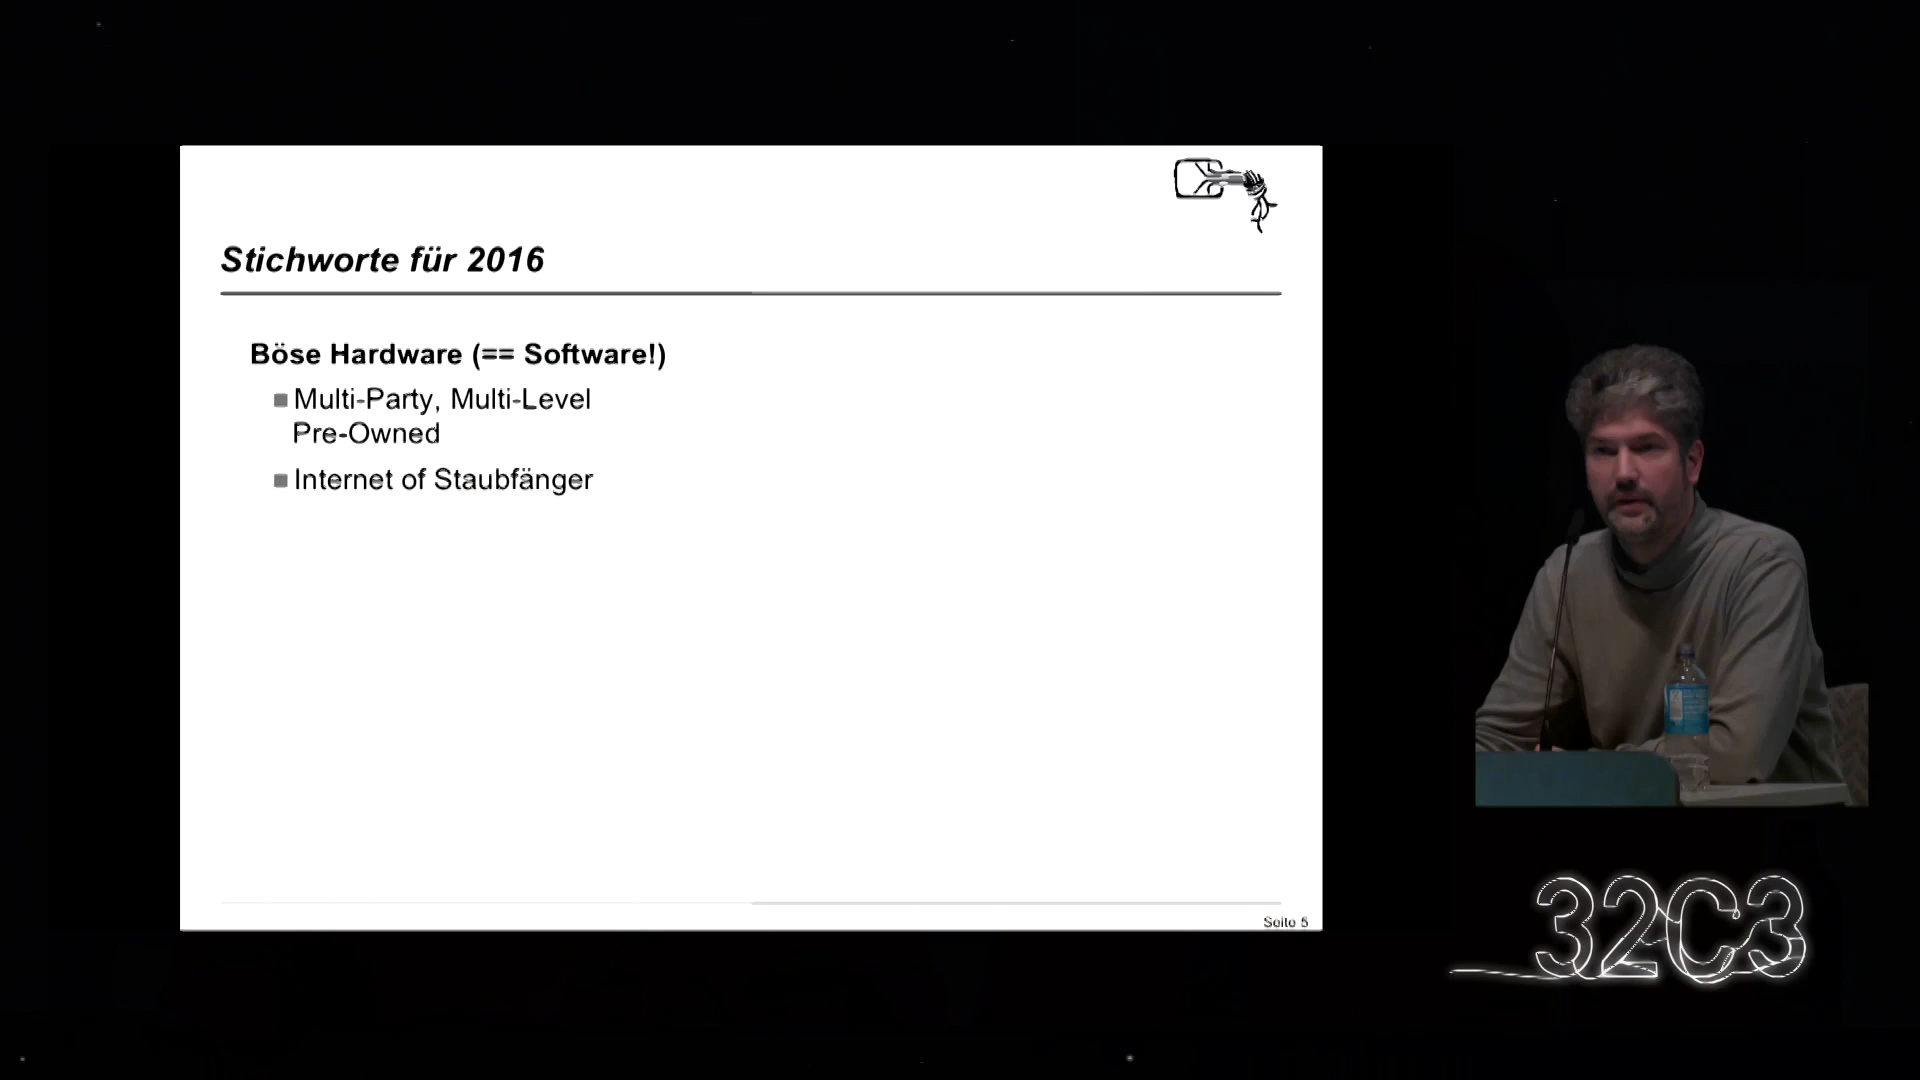 Stichworte für 2016
Böse Hardware (== Software!)
Multi-Party, Multi-Level
Pre-Owned
Internet of Staubfänger
Seite 5
32C3